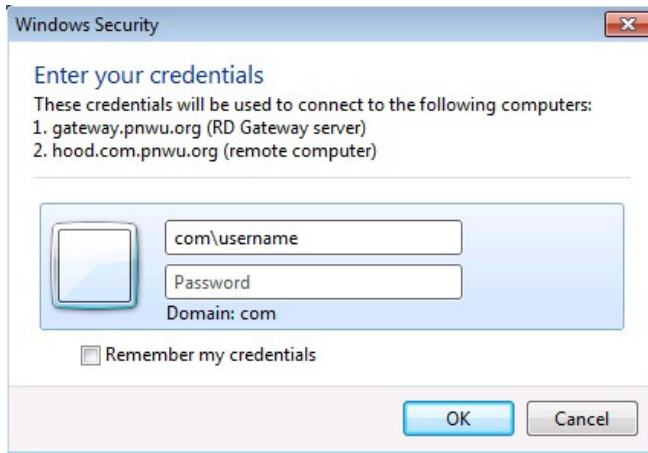 Windows Security
Enter your credentials
These credentials will be used to connect to the following computers:
1. gateway.pnwu.org (RD Gateway server)
2. hood.com.pnwu.org (remote computer)
com\username
Password
Domain: com
Remember my credentials
OK Cancel